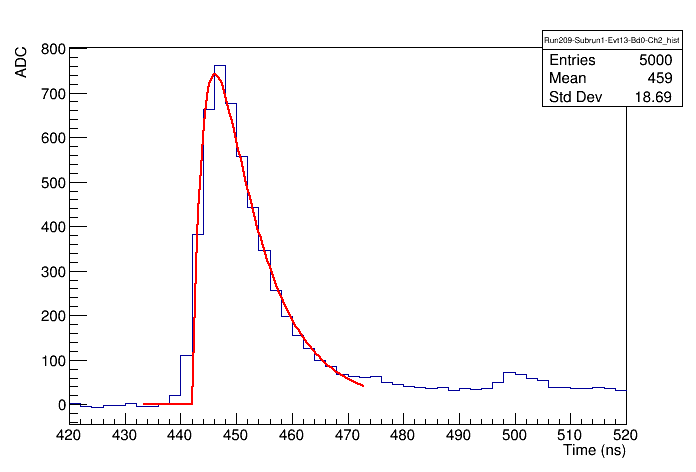 Run209-Subrun1-Evt13-Bd0-Ch2_hist
Entries 5000
Mean 459
Std Dev 18.69
ADC
800
700
600
500
400
300
200
100
0
420 430 440 450 460 470 480 490 500 510 520
Time (ns)